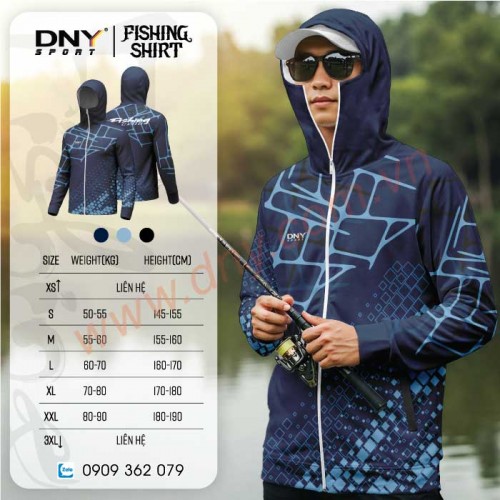 DNY
SPORT
FISHING
SHIRT
Fishing
DNY
SPORT
SIZE WEIGHT(KG) HEIGHT(CM)
XS↑ LIÊN HỆ
S 50-55 145-155
M 55-60 155-160
L 60-70 160-170
XL 70-80 170-180
XXL 80-90 180-190
3XL↓ LIÊN HỆ
Zalo 0909 362 079